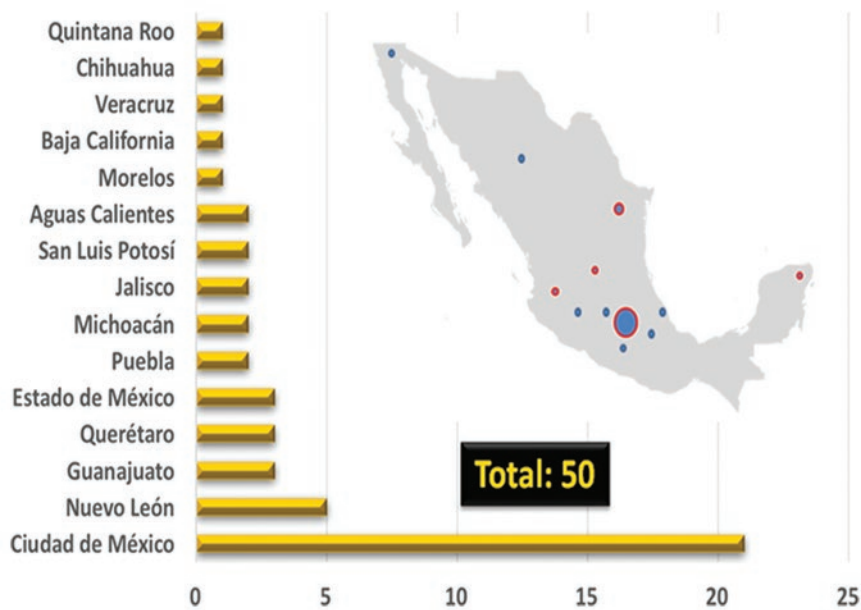 Quintana Roo
Chihuahua
Veracruz
Baja California
Morelos
Aguas Calientes
San Luis Potosí
Jalisco
Michoacán
Puebla
Estado de México
Querétaro
Guanajuato
Nuevo León
Ciudad de México
Total: 50
0 5 10 15 20 25